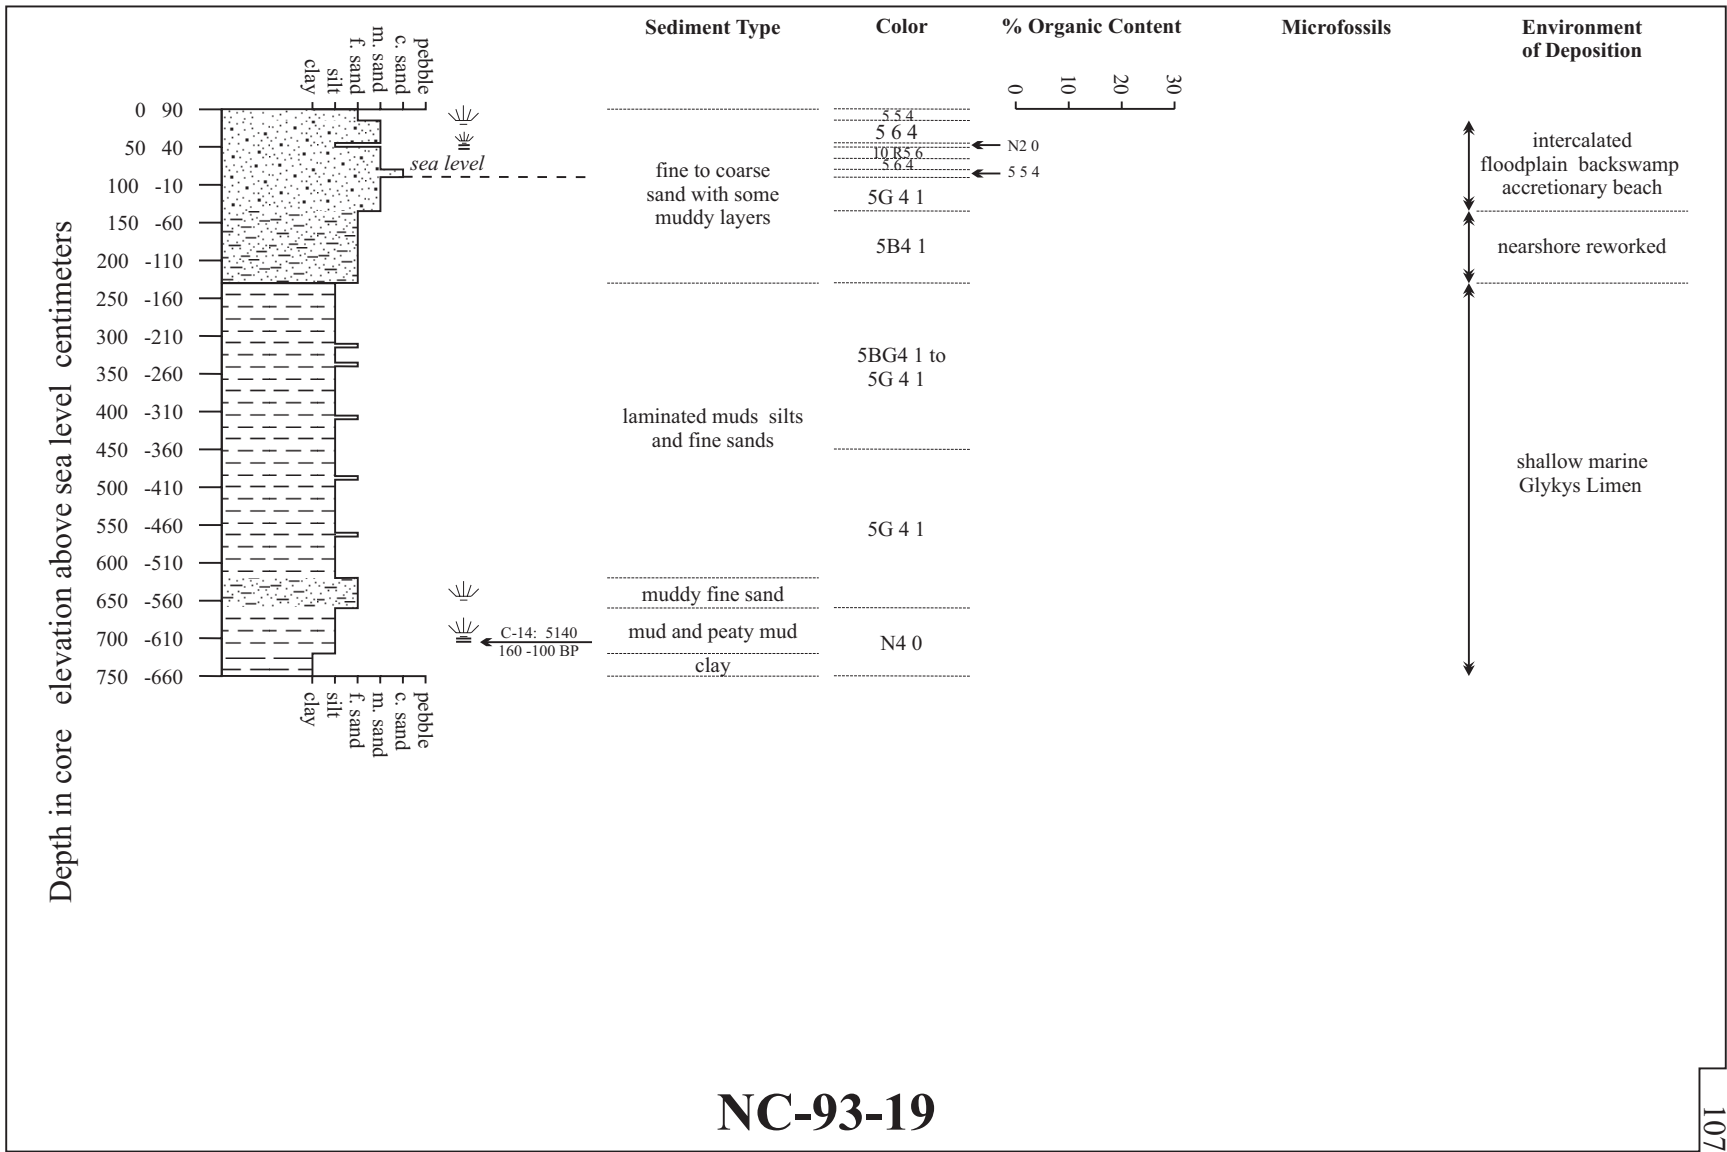 Sediment Type
Color
% Organic Content
Microfossils
Environment
of Deposition
clay
silt
f. sand
m. sand
c. sand
pebble
0
10
20
30
Depth in core elevation above sea level centimeters
0 90
50 40
100 -10
150 -60
200 -110
250 -160
300 -210
350 -260
400 -310
450 -360
500 -410
550 -460
600 -510
650 -560
700 -610
750 -660
sea level
C-14: 5140
160 -100 BP
fine to coarse
sand with some
muddy layers
laminated muds silts
and fine sands
muddy fine sand
mud and peaty mud
clay
5 5 4
5 6 4
10 R5 6
5 6 4
5G 4 1
5B4 1
5BG4 1 to
5G 4 1
5G 4 1
N4 0
N2 0
5 5 4
intercalated
floodplain backswamp
accretionary beach
nearshore reworked
shallow marine
Glykys Limen
clay
silt
f. sand
m. sand
c. sand
pebble
NC-93-19
107